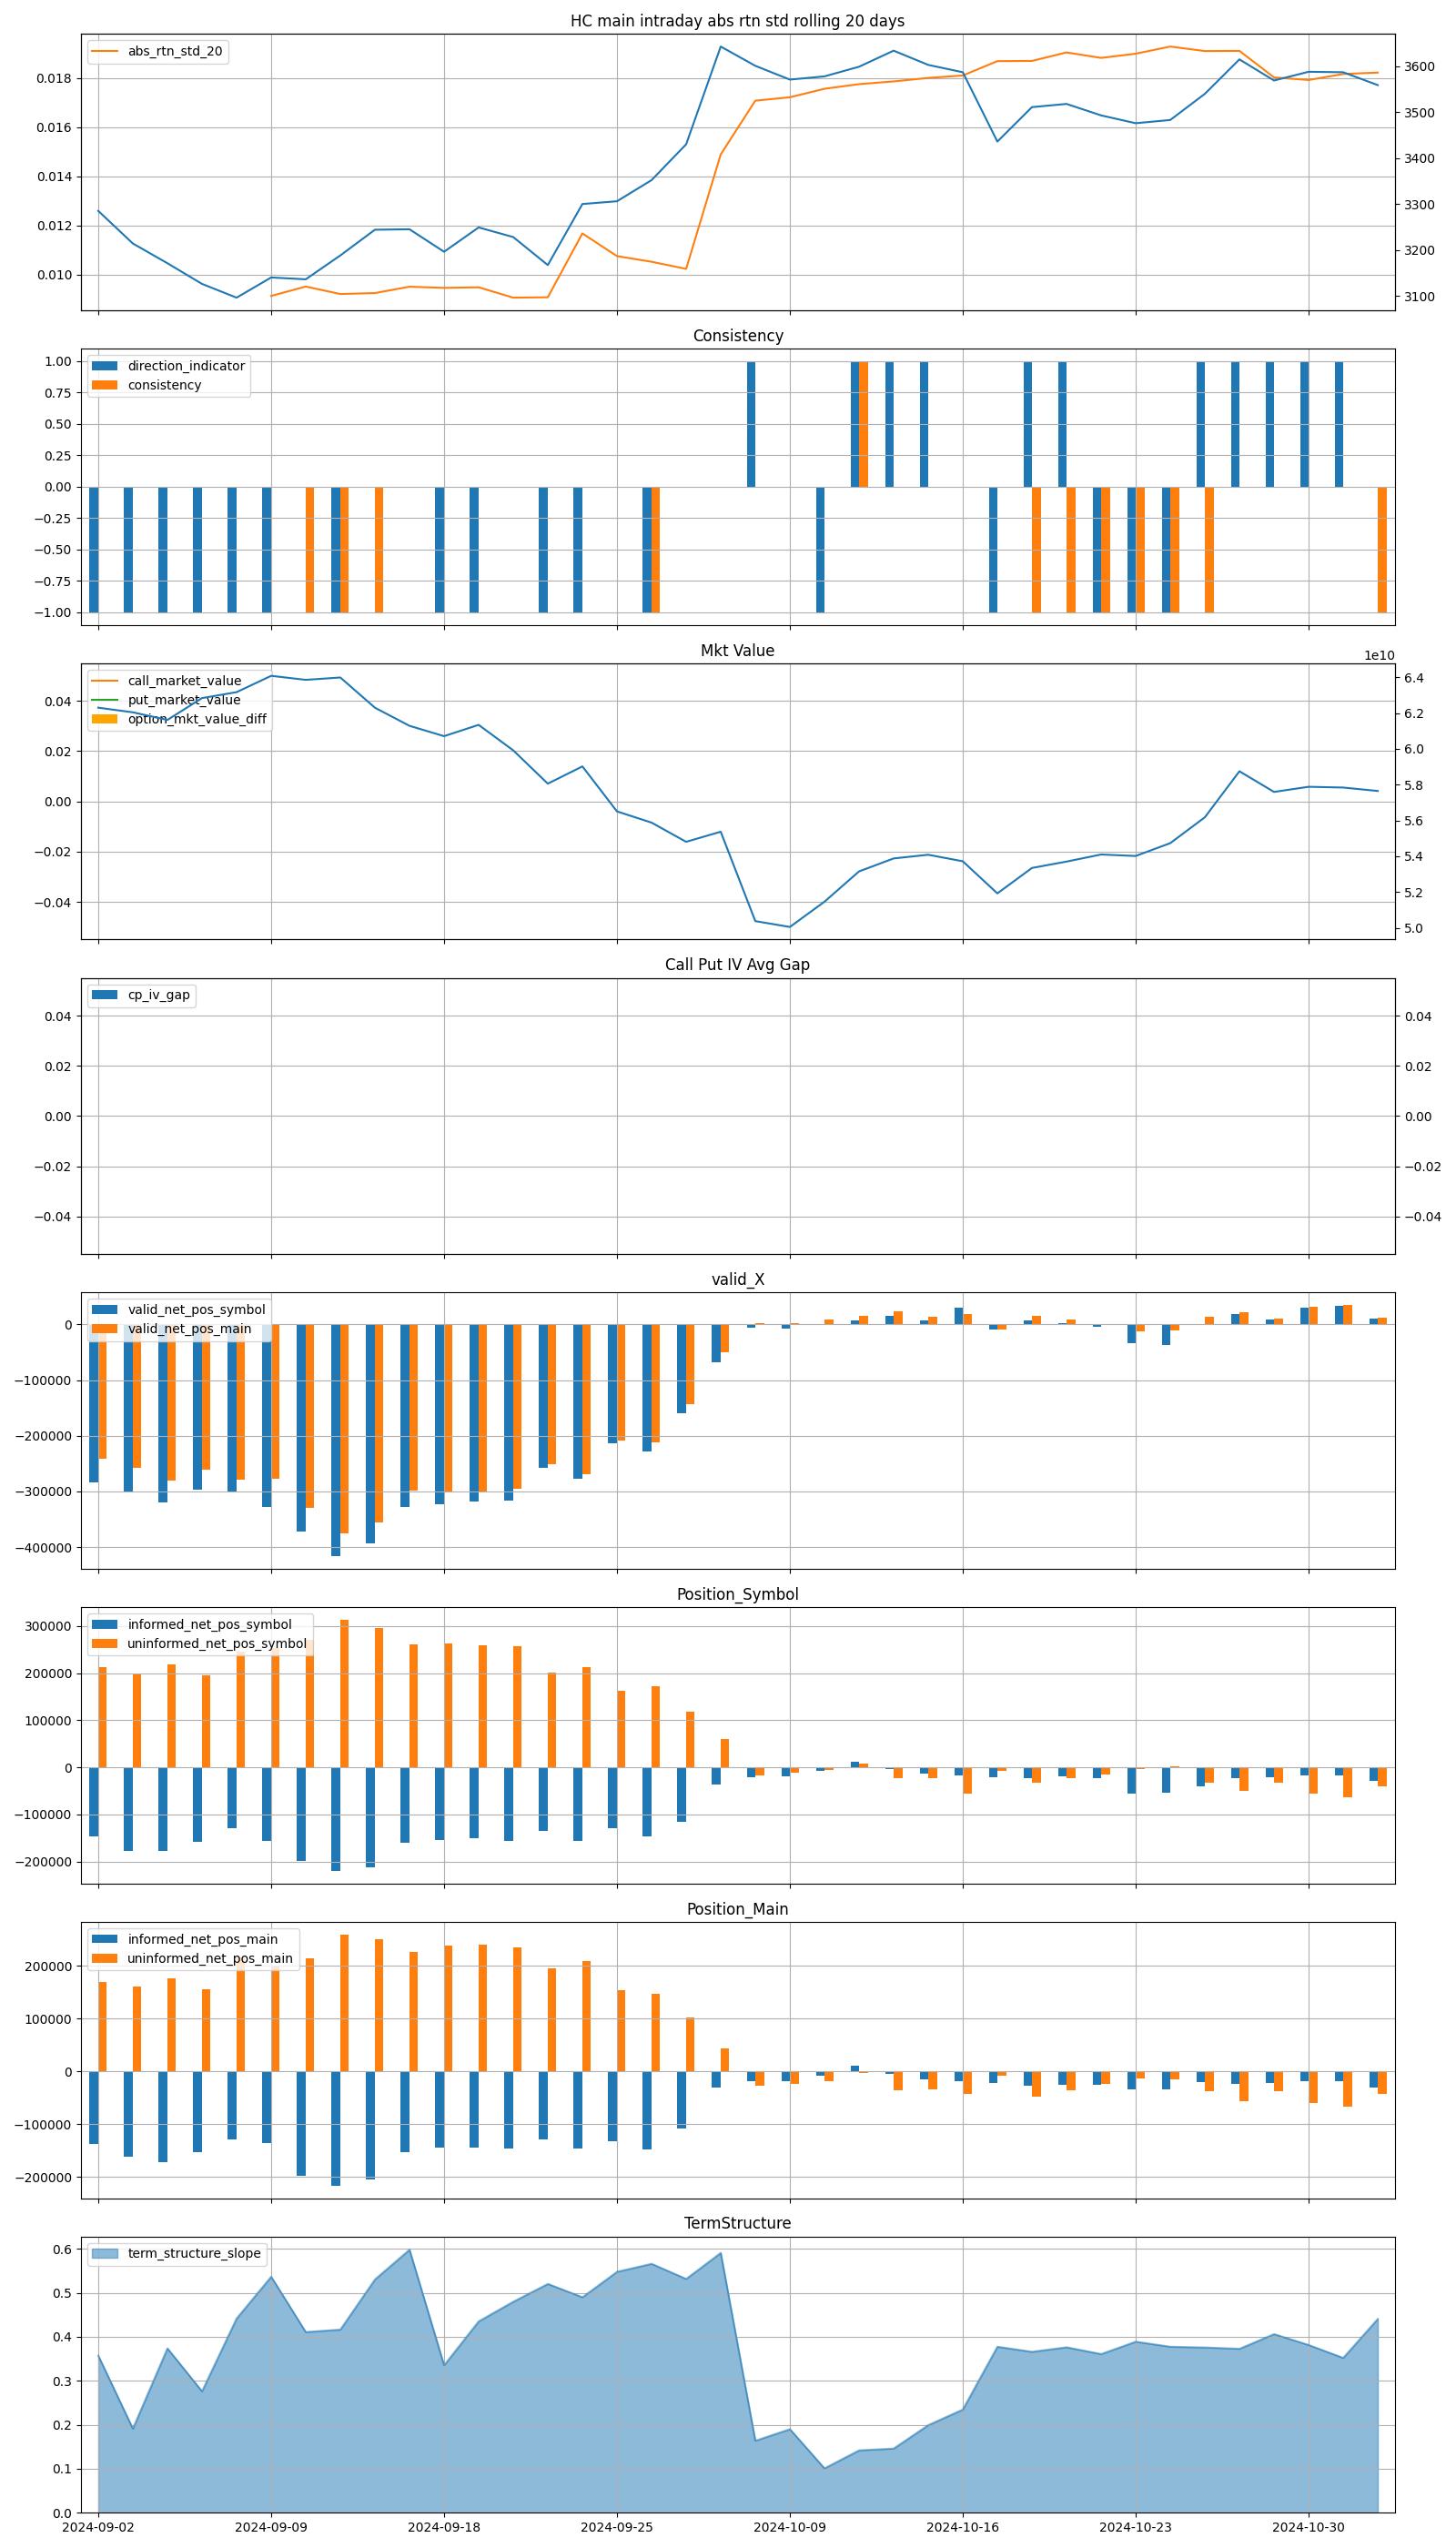 HC main intraday abs rtn std rolling 20 days
abs_rtn_std_20
0.018
0.016
0.014
0.012
0.010
3600
3500
3400
3300
3200
3100
Consistency
direction_indicator
consistency
1.00
0.75
0.50
0.25
0.00
−0.25
−0.50
−0.75
−1.00
Mkt Value
1e10
call_market_value
put_market_value
option_mkt_value_diff
0.04
0.02
0.00
−0.02
−0.04
6.4
6.2
6.0
5.8
5.6
5.4
5.2
5.0
Call Put IV Avg Gap
cp_iv_gap
0.04
0.02
0.00
−0.02
−0.04
0.04
0.02
0.00
−0.02
−0.04
valid_X
valid_net_pos_symbol
valid_net_pos_main
0
−100000
−200000
−300000
−400000
Position_Symbol
informed_net_pos_symbol
uninformed_net_pos_symbol
300000
200000
100000
0
−100000
−200000
Position_Main
informed_net_pos_main
uninformed_net_pos_main
200000
100000
0
−100000
−200000
TermStructure
term_structure_slope
0.6
0.5
0.4
0.3
0.2
0.1
0.0
2024-09-02 2024-09-09 2024-09-18 2024-09-25 2024-10-09 2024-10-16 2024-10-23 2024-10-30